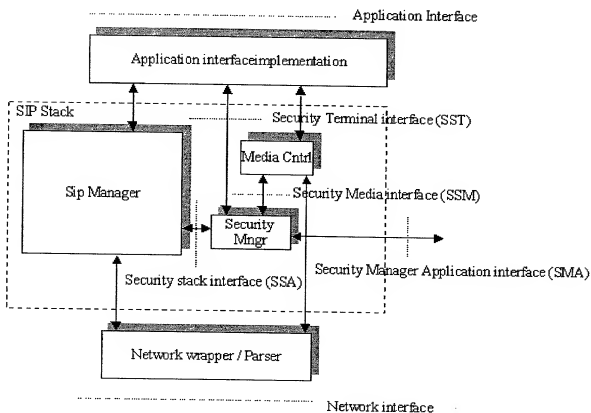 Application Interface
Application interfaceimplementation
SIP Stack
Security Terminal interface (SST)
Media Cntrl
Sip Manager
Security Media interface (SSM)
Security
Mngr
Security Manager Application interface (SMA)
Security stack interface (SSA)
Network wrapper / Parser
Network interface